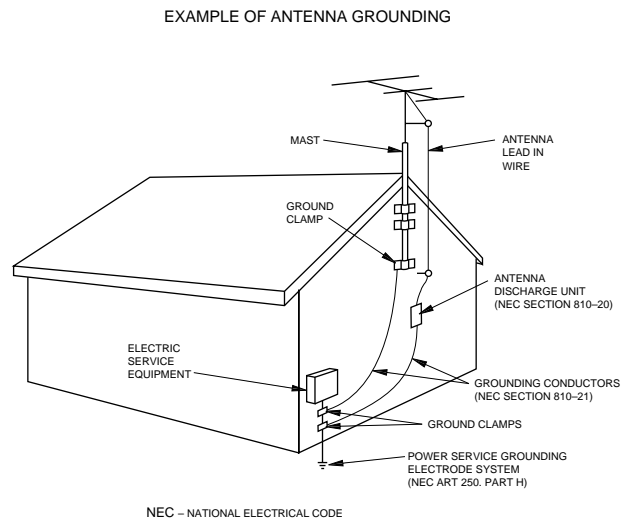 EXAMPLE OF ANTENNA GROUNDING
MAST
ANTENNA
LEAD IN
WIRE
GROUND
CLAMP
ANTENNA
DISCHARGE UNIT
(NEC SECTION 810–20)
ELECTRIC
SERVICE
EQUIPMENT
GROUNDING CONDUCTORS
(NEC SECTION 810–21)
GROUND CLAMPS
POWER SERVICE GROUNDING
ELECTRODE SYSTEM
(NEC ART 250. PART H)
NEC – NATIONAL ELECTRICAL CODE